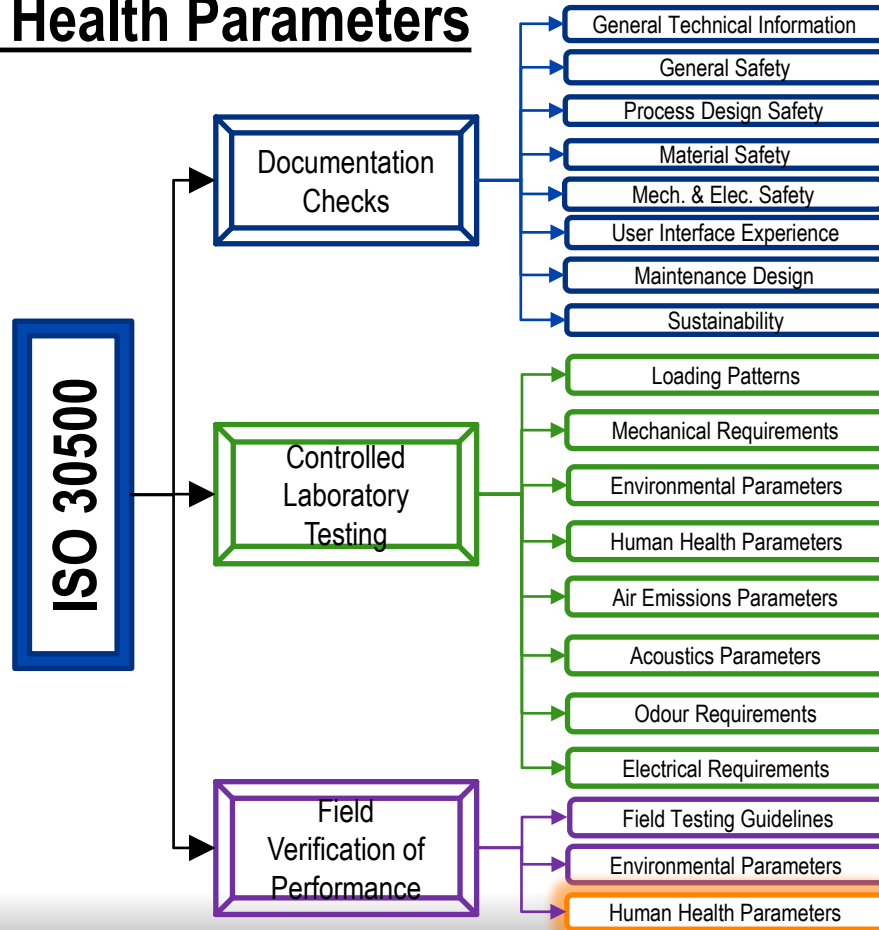 Health Parameters
ISO 30500
Documentation
Checks
General Technical Information
General Safety
Process Design Safety
Material Safety
Mech. & Elec. Safety
User Interface Experience
Maintenance Design
Sustainability
Controlled
Laboratory
Testing
Loading Patterns
Mechanical Requirements
Environmental Parameters
Human Health Parameters
Air Emissions Parameters
Acoustics Parameters
Odour Requirements
Electrical Requirements
Field
Verification of
Performance
Field Testing Guidelines
Environmental Parameters
Human Health Parameters